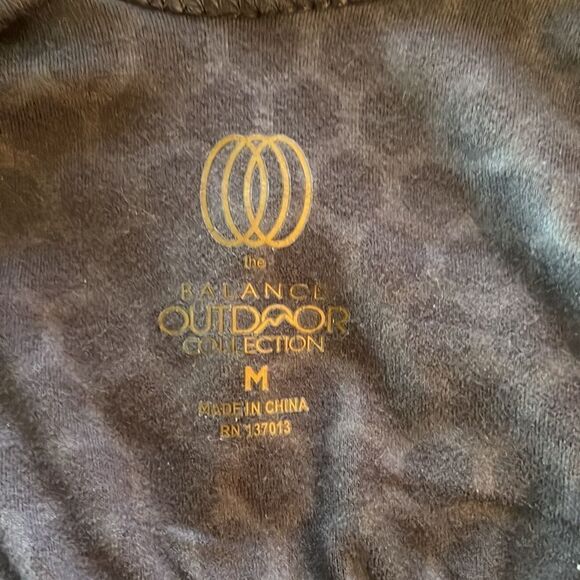 the
BALANCE
OUTDOOR
COLLECTION
M
MADE IN CHINA
RN 137013